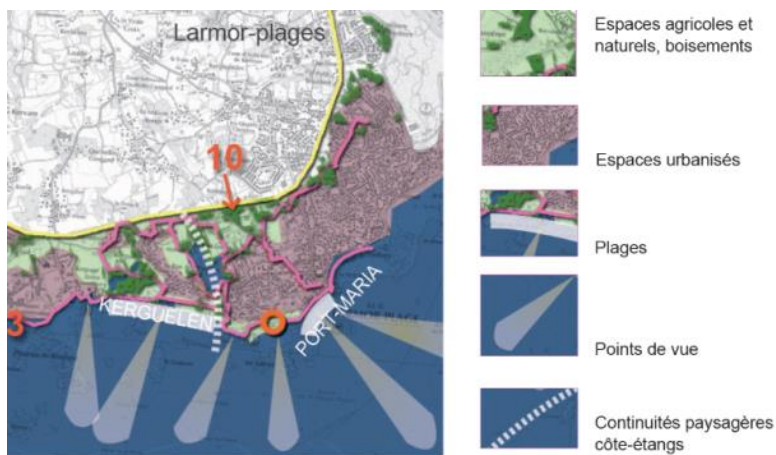 Larmor-plages
10
3
KERGUELEN
PORT-MARIA
Espaces agricoles et
naturels, boisements
Espaces urbanisés
Plages
Points de vue
Continuités paysagères
côte-étangs